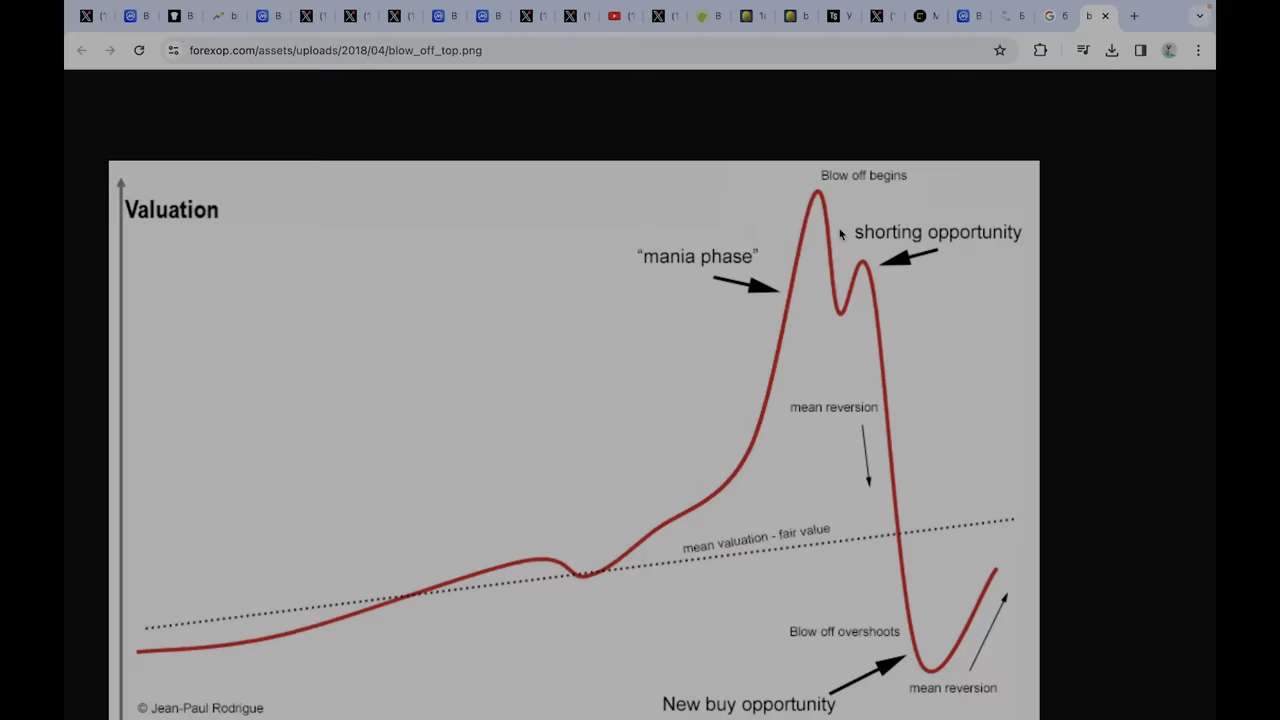 forexop.com/assets/uploads/2018/04/blow_off_top.png
Blow off begins
Valuation
shorting opportunity
“mania phase”
mean reversion
mean valuation - fair value
Blow off overshoots
mean reversion
New buy opportunity
© Jean-Paul Rodrigue